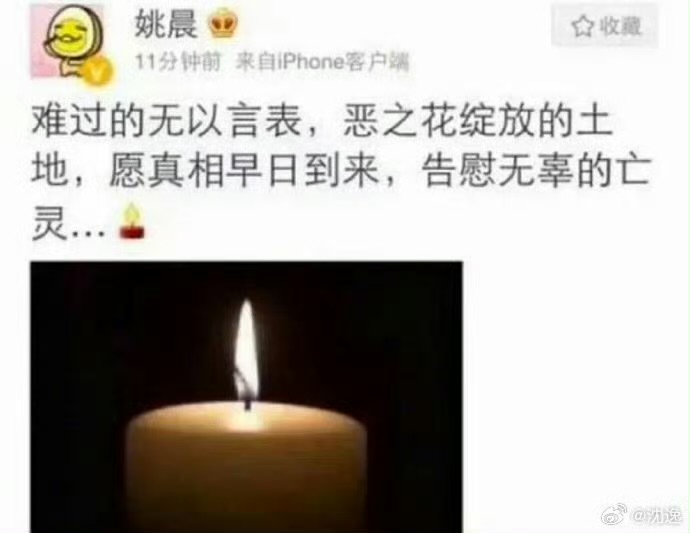 姚晨
☆收藏
11分钟前 来自iPhone客户端
难过的无以言表，恶之花绽放的土
地，愿真相早日到来，告慰无辜的亡
灵...
@沈逸